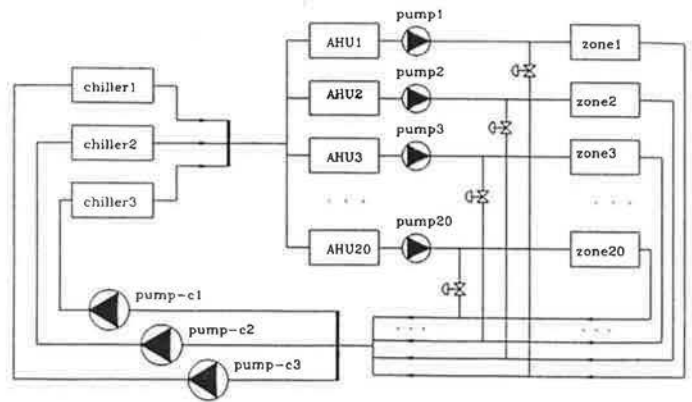 pump1
AHU1
zone1
chiller1
pump2
AHU2
zone2
chiller2
pump3
AHU3
zone3
chiller3
. . .
. . .
pump20
AHU20
zone20
pump-c1
pump-c2
. . .
. . .
pump-c3